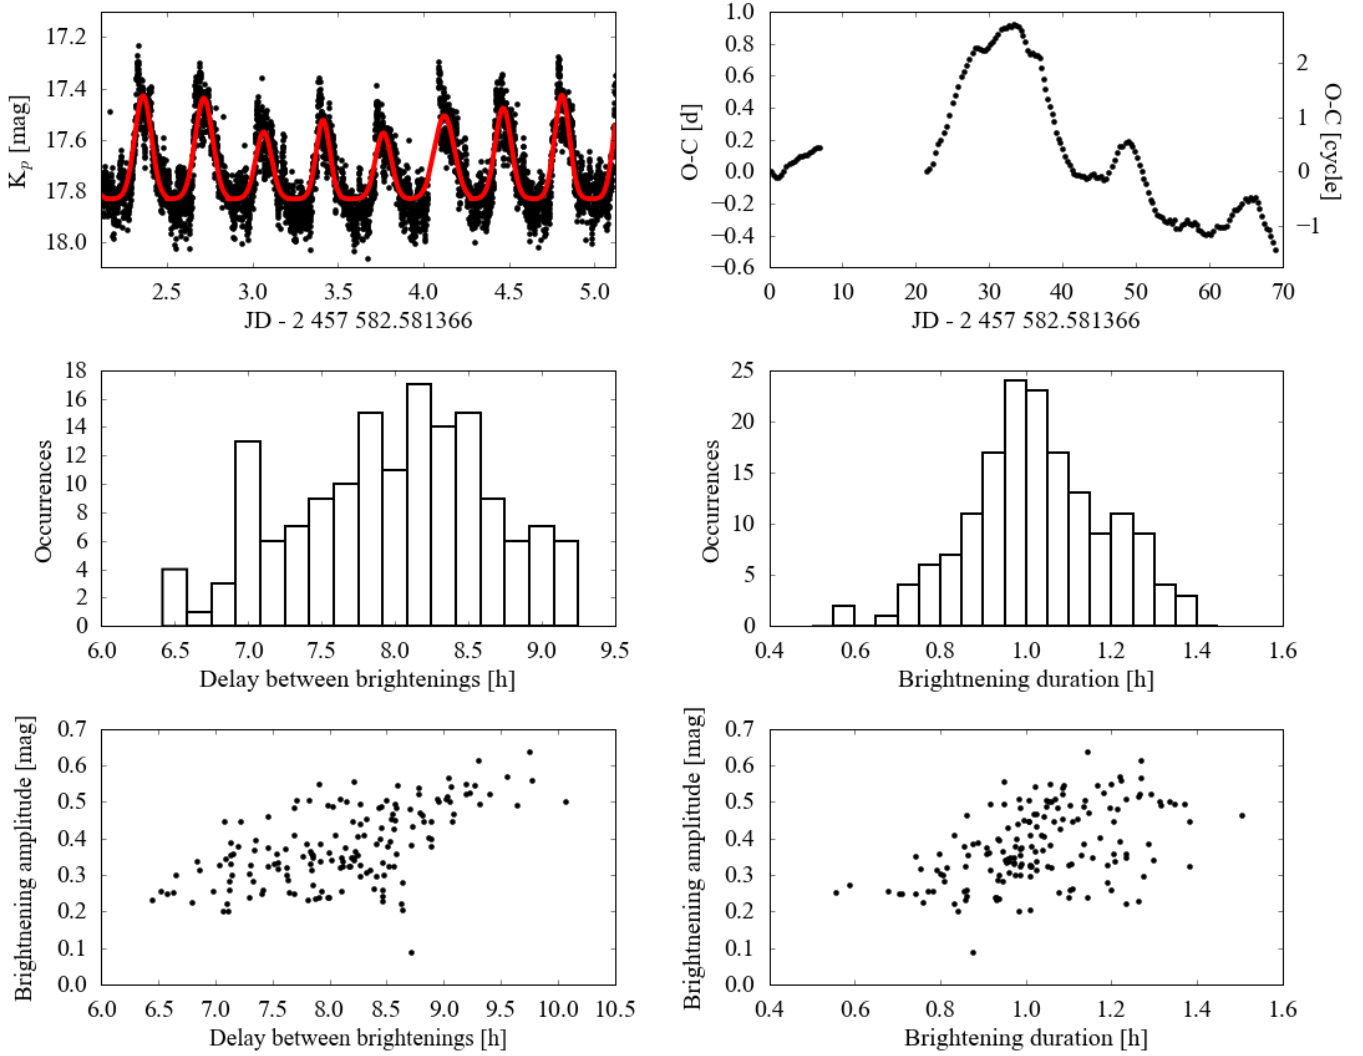 17.2
17.4
17.6
17.8
18.0
K_p [mag]
2.5 3.0 3.5 4.0 4.5 5.0
JD - 2 457 582.581366
1.0
0.8
0.6
0.4
0.2
0.0
−0.2
−0.4
−0.6
O-C [d]
2
1
0
−1
O-C [cycle]
0 10 20 30 40 50 60 70
JD - 2 457 582.581366
18
16
14
12
10
8
6
4
2
0
Occurrences
6.0 6.5 7.0 7.5 8.0 8.5 9.0 9.5
Delay between brightenings [h]
25
20
15
10
5
0
Occurrences
0.4 0.6 0.8 1.0 1.2 1.4 1.6
Brightnening duration [h]
0.7
0.6
0.5
0.4
0.3
0.2
0.1
0.0
Brightnening amplitude [mag]
6.0 6.5 7.0 7.5 8.0 8.5 9.0 9.5 10.0 10.5
Delay between brightenings [h]
0.7
0.6
0.5
0.4
0.3
0.2
0.1
0.0
Brightnening amplitude [mag]
0.4 0.6 0.8 1.0 1.2 1.4 1.6
Brightening duration [h]